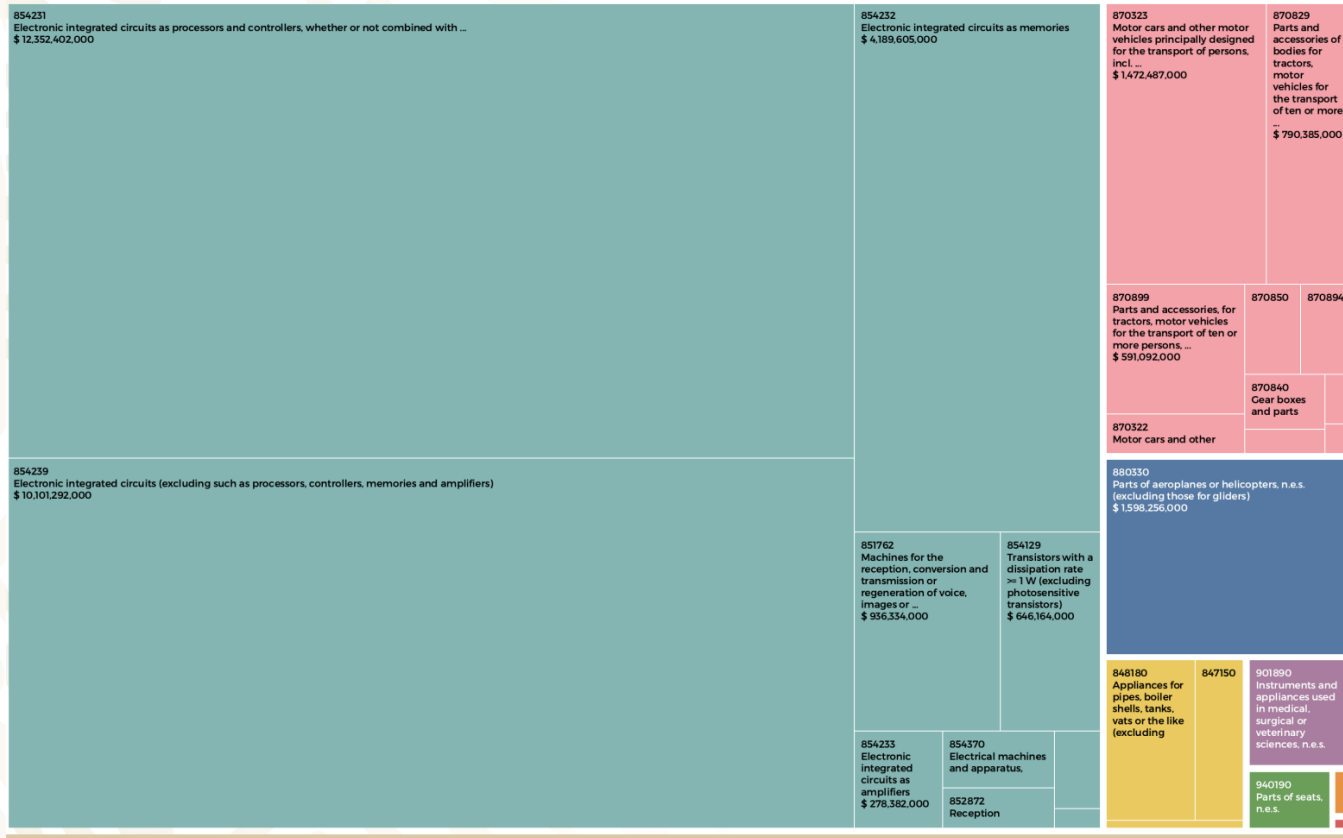 854231
Electronic integrated circuits as processors and controllers, whether or not combined with ...
$ 12,352,402,000
854232
Electronic integrated circuits as memories
$ 4,189,605,000
870323
Motor cars and other motor
vehicles principally designed
for the transport of persons,
incl. ...
$ 1,472,487,000
870829
Parts and
accessories of
bodies for
tractors,
motor
vehicles for
the transport
of ten or more
...
$ 790,385,000
870899
Parts and accessories, for
tractors, motor vehicles
for the transport of ten or
more persons, ...
$ 591,092,000
870850
870894
870840
Gear boxes
and parts
870322
Motor cars and other
854239
Electronic integrated circuits (excluding such as processors, controllers, memories and amplifiers)
$ 10,101,292,000
880330
Parts of aeroplanes or helicopters, n.e.s.
(excluding those for gliders)
$ 1,598,256,000
851762
Machines for the
reception, conversion and
transmission or
regeneration of voice,
images or ...
$ 936,334,000
854129
Transistors with a
dissipation rate
>= 1 W (excluding
photosensitive
transistors)
$ 646,164,000
848180
Appliances for
pipes, boiler
shells, tanks,
vats or the like
(excluding
847150
901890
Instruments and
appliances used
in medical,
surgical or
veterinary
sciences, n.e.s.
854233
Electronic
integrated
circuits as
amplifiers
$ 278,382,000
854370
Electrical machines
and apparatus,
852872
Reception
940190
Parts of seats,
n.e.s.